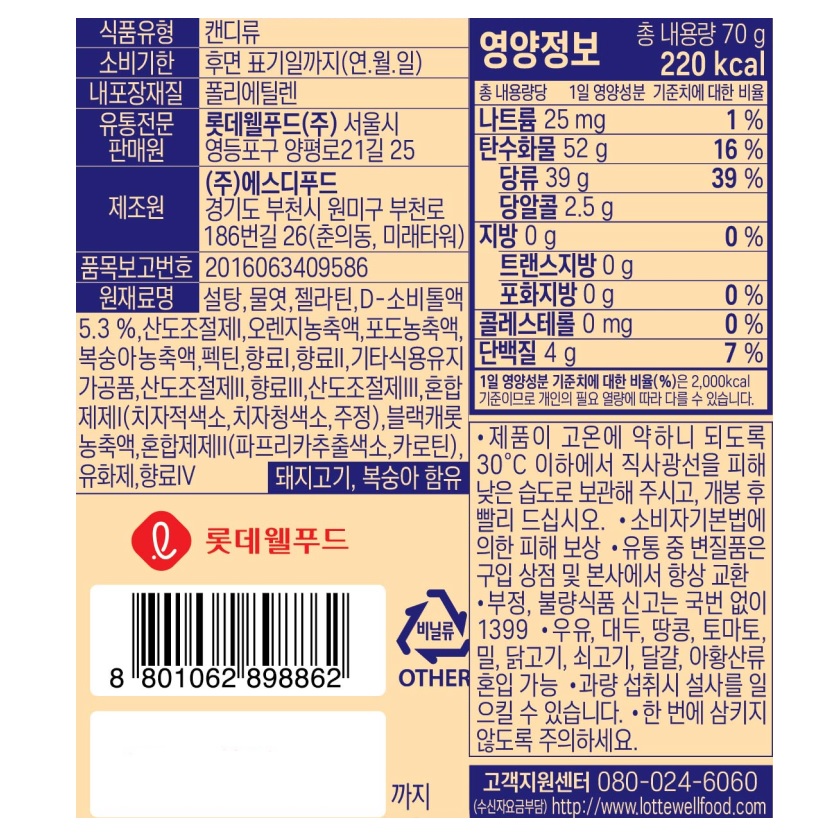 식품유형 캔디류
소비기한 후면 표기일까지(연.월.일)
내포장재질 폴리에틸렌
유통전문 롯데웰푸드(주) 서울시
판매원 영등포구 양평로21길 25
(주)에스디푸드
제조원 경기도 부천시 원미구 부천로
186번길 26(춘의동, 미래타워)
품목보고번호 2016063409586
원재료명 설탕,물엿,젤라틴,D-소비톨액
5.3 %,산도조절제I,오렌지농축액,포도농축액,
복숭아농축액,펙틴,향료I,향료II,기타식용유지
가공품,산도조절제II,향료III,산도조절제III,혼합
제제I(치자적색소,치자청색소,주정),블랙캐롯
농축액,혼합제제II(파프리카추출색소,카로틴),
유화제,향료IV 돼지고기, 복숭아 함유
롯데웰푸드
8 801062 898862
비닐류
OTHER
까지
영양정보 총 내용량 70 g
220 kcal
총 내용량당 1일 영양성분 기준치에 대한 비율
나트륨 25 mg 1 %
탄수화물 52 g 16 %
당류 39 g 39 %
당알콜 2.5 g
지방 0 g 0 %
트랜스지방 0 g
포화지방 0 g 0 %
콜레스테롤 0 mg 0 %
단백질 4 g 7 %
1일 영양성분 기준치에 대한 비율(%)은 2,000kcal
기준이므로 개인의 필요 열량에 따라 다를 수 있습니다.
•제품이 고온에 약하니 되도록
30°C 이하에서 직사광선을 피해
낮은 습도로 보관해 주시고, 개봉 후
빨리 드십시오. •소비자기본법에
의한 피해 보상 •유통 중 변질품은
구입 상점 및 본사에서 항상 교환
•부정, 불량식품 신고는 국번 없이
1399 •우유, 대두, 땅콩, 토마토,
밀, 닭고기, 쇠고기, 달걀, 아황산류
혼입 가능 •과량 섭취시 설사를 일
으킬 수 있습니다. •한 번에 삼키지
않도록 주의하세요.
고객지원센터 080-024-6060
(수신자요금부담) http://www.lottewellfood.com